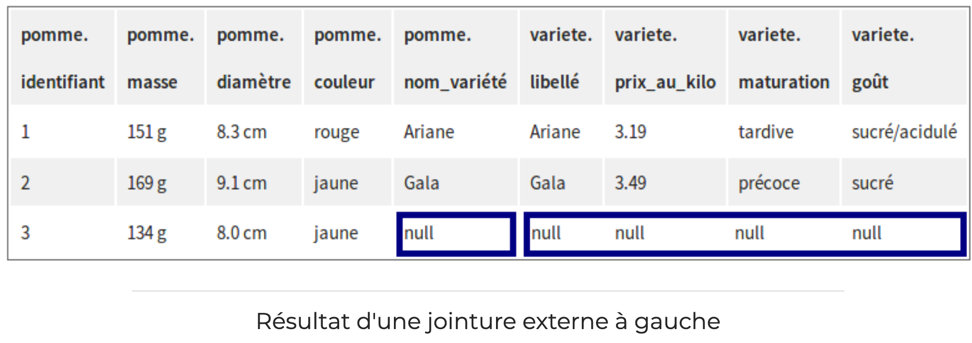 pomme. pomme. pomme. pomme. pomme. variete. variete. variete. variete.
identifiant masse diamètre couleur nom_variété libellé prix_au_kilo maturation goût
1 151 g 8.3 cm rouge Ariane Ariane 3.19 tardive sucré/acidulé
2 169 g 9.1 cm jaune Gala Gala 3.49 précoce sucré
3 134 g 8.0 cm jaune null null null null null
Résultat d'une jointure externe à gauche